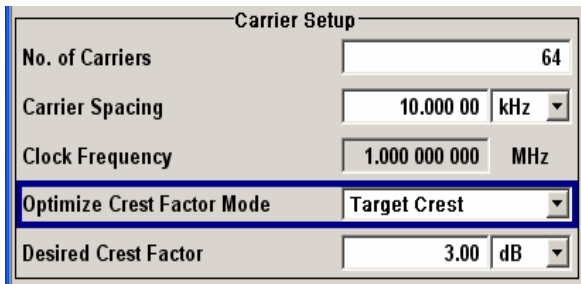 Carrier Setup
No. of Carriers 64
Carrier Spacing 10.000 00 kHz
Clock Frequency 1.000 000 000 MHz
Optimize Crest Factor Mode Target Crest
Desired Crest Factor 3.00 dB